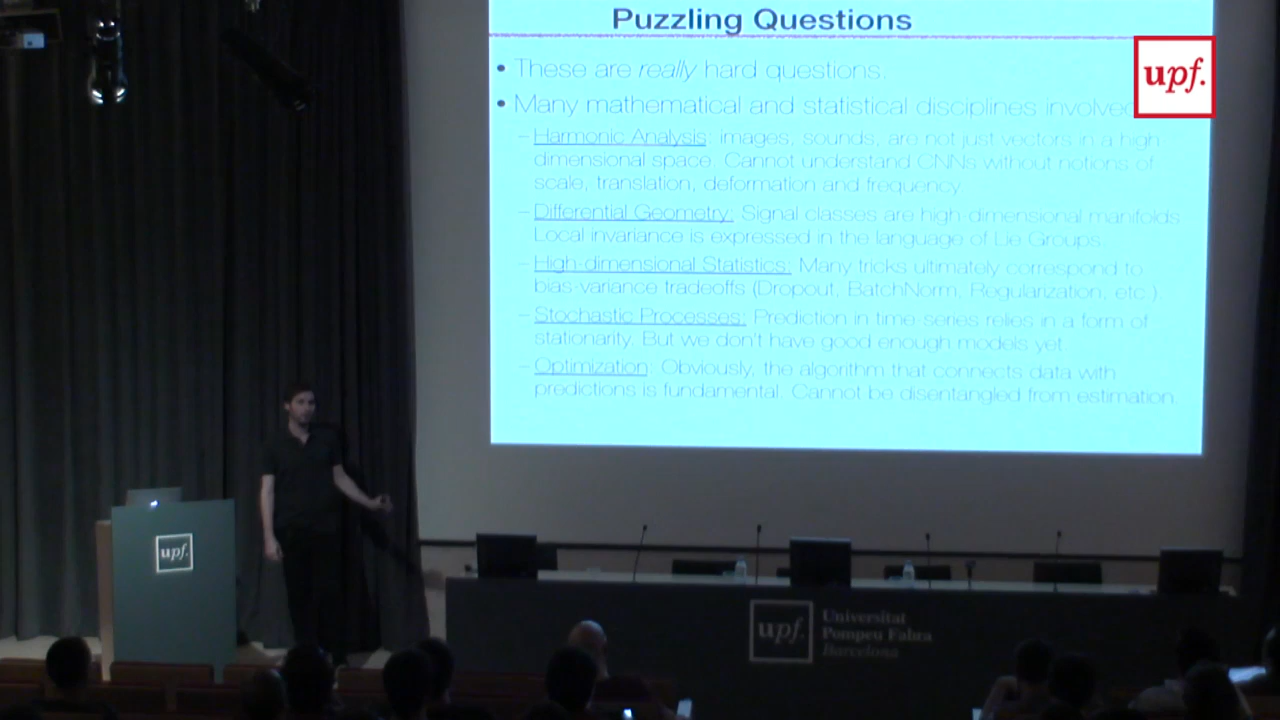 Puzzling Questions
• These are really hard questions.
• Many mathematical and statistical disciplines involved
– Harmonic Analysis: images, sounds, are not just vectors in a high
dimensional space. Cannot understand CNNs without notions of
scale, translation, deformation and frequency
– Differential Geometry: Signal classes are high-dimensional manifolds
Local invariance is expressed in the language of Lie Groups.
– High-dimensional Statistics: Many tricks ultimately correspond to
bias-variance tradeoffs (Dropout, BatchNorm, Regularization, etc.).
– Stochastic Processes: Prediction in time-series relies in a form of
stationarity. But we don't have good enough models yet
– Optimization: Obviously, the algorithm that connects data with
predictions is fundamental. Cannot be disentangled from estimation.
upf.
upf.
upf.
Universitat
Pompeu Fabra
Barcelona